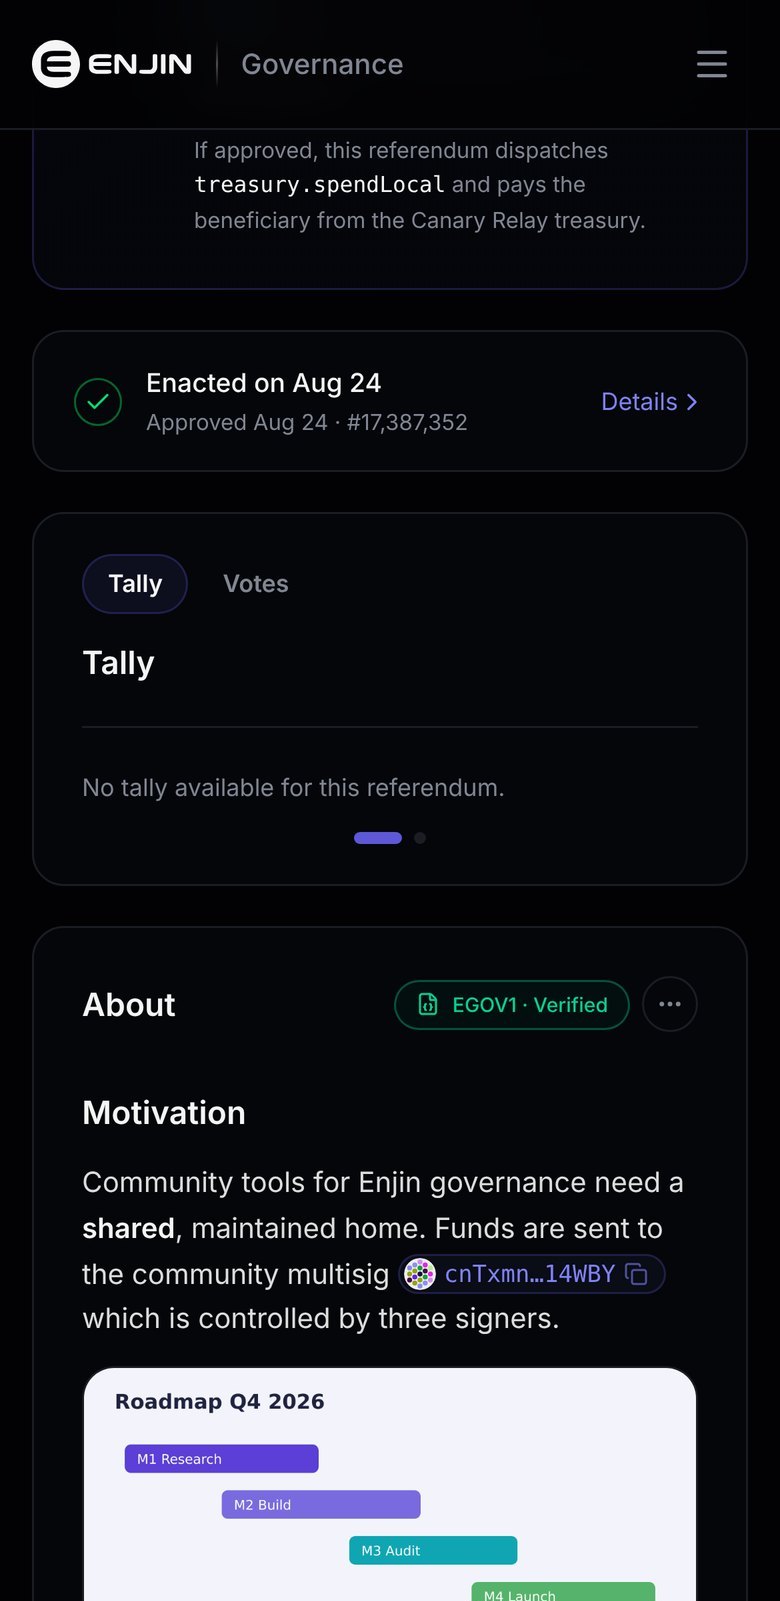 ENJIN
Governance
If approved, this referendum dispatches
treasury.spendLocal and pays the
beneficiary from the Canary Relay treasury.
Enacted on Aug 24
Approved Aug 24 · #17,387,352
Details
Tally
Votes
Tally
No tally available for this referendum.
About
EGOV1 · Verified
Motivation
Community tools for Enjin governance need a
shared, maintained home. Funds are sent to
the community multisig cnTxmn…14WBY
which is controlled by three signers.
Roadmap Q4 2026
M1 Research
M2 Build
M3 Audit
M4 Launch